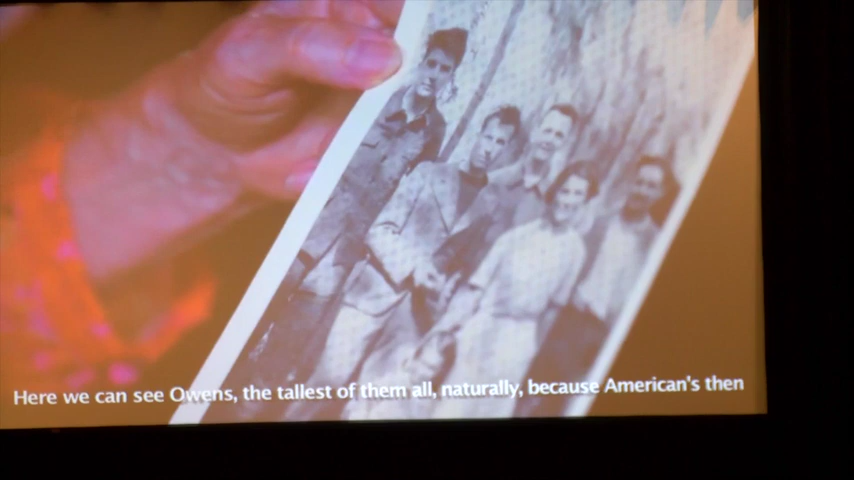 Here we can see Owens, the tallest of them all, naturally, because American's then